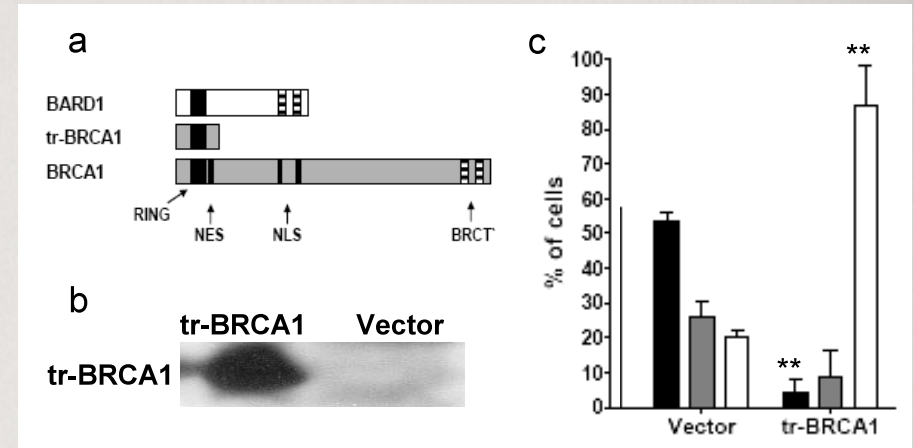 a
BARD1
tr-BRCA1
BRCA1
RING
NES
NLS
BRCT
b
tr-BRCA1 Vector
tr-BRCA1
c
% of cells
100
90
80
70
60
50
40
30
20
10
0
**
**
Vector tr-BRCA1